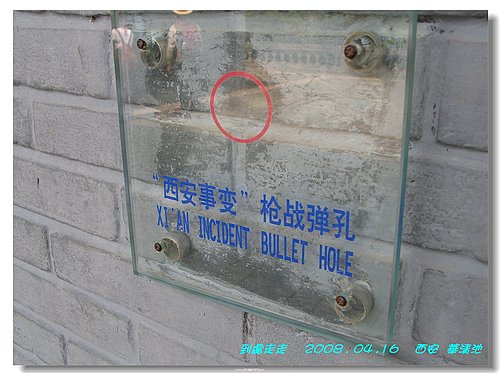 “西安事变”枪战弹孔
XI'AN INCIDENT BULLET HOLE
到處走走 2008.04.16 西安 華清池